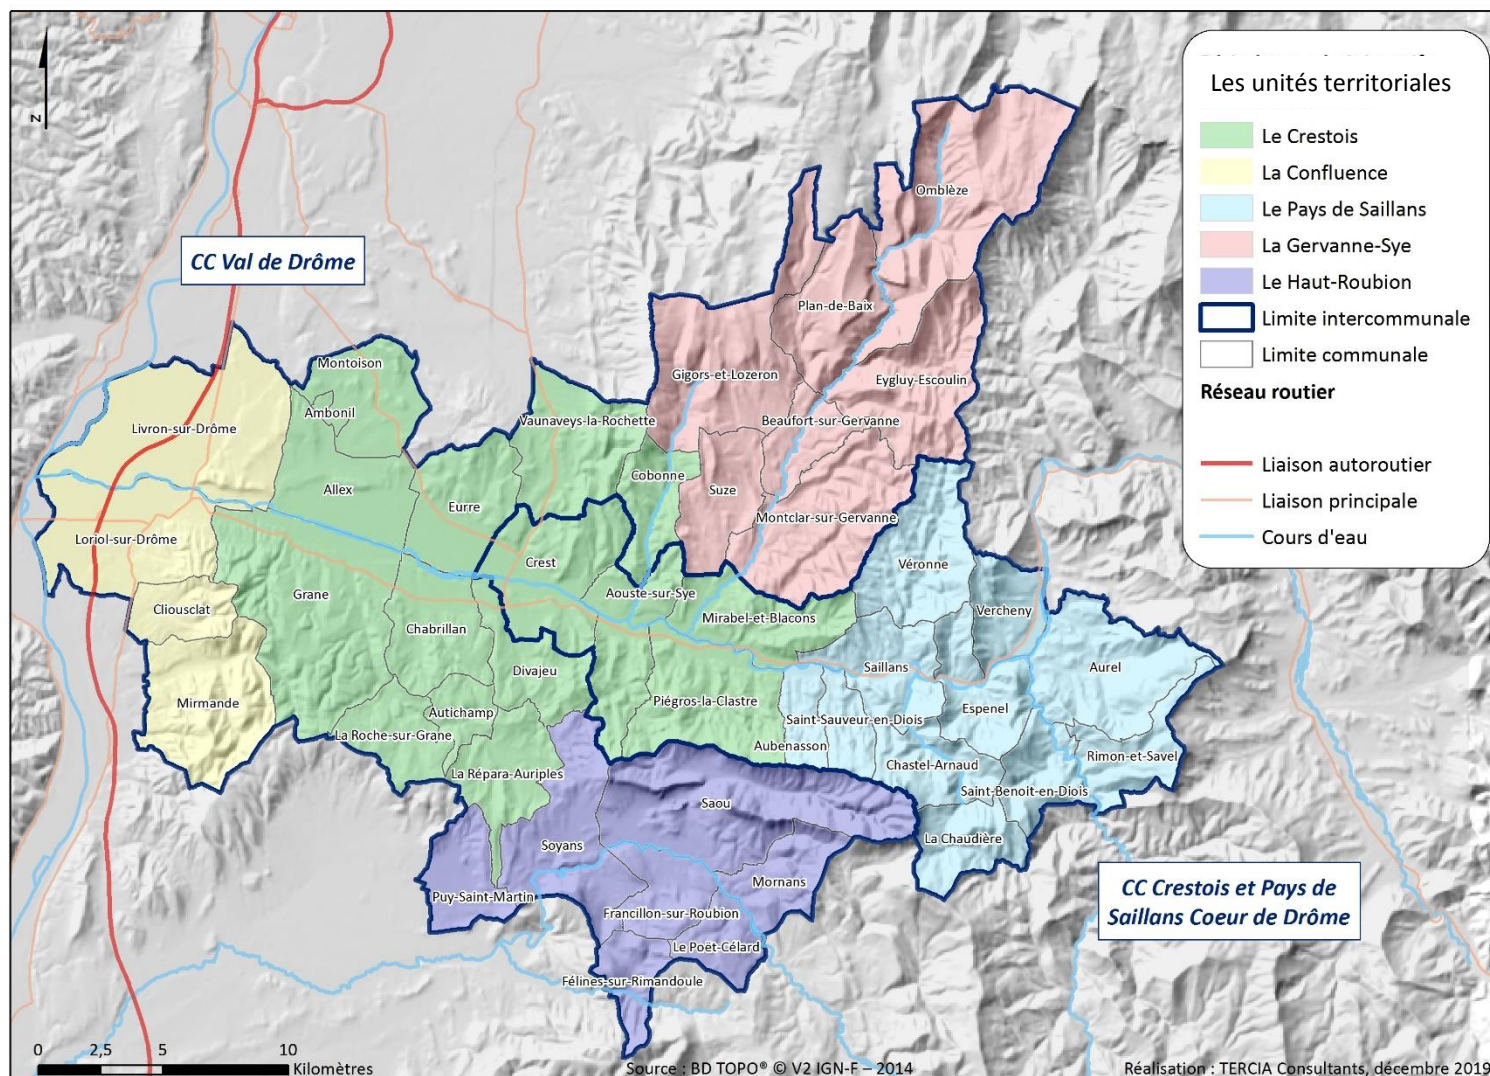 Les unités territoriales
Le Crestois
La Confluence
Le Pays de Saillans
La Gervanne-Sye
Le Haut-Roubion
Limite intercommunale
Limite communale
Réseau routier
Liaison autoroutier
Liaison principale
Cours d'eau
N
CC Val de Drôme
Omblèze
Plan-de-Baix
Gigors-et-Lozeron
Eygluy-Escoulin
Montoison
Ambonil
Livron-sur-Drôme
Vaunaveys-la-Rochette
Beaufort-sur-Gervanne
Cobonne
Suze
Allex
Eurre
Montclar-sur-Gervanne
Loriol-sur-Drôme
Crest
Véronne
Cliousclat
Grane
Aouste-sur-Sye
Mirabel-et-Blacons
Vercheny
Chabrillan
Saillans
Aurel
Divajeu
Mirmande
Piégros-la-Clastre
Autichamp
Espenel
Saint-Sauveur-en-Diois
La Roche-sur-Grane
Aubenasson
Rimon-et-Savel
Chastel-Arnaud
La Répara-Auriples
Saint-Benoit-en-Diois
Saou
La Chaudière
Soyans
Mornans
Puy-Saint-Martin
Francillon-sur-Roubion
Le Poët-Célard
Félines-sur-Rimandoule
CC Crestois et Pays de
Saillans Coeur de Drôme
0 2,5 5 10
Kilomètres
Source : BD TOPO® © V2 IGN-F – 2014
Réalisation : TERCIA Consultants, décembre 2019